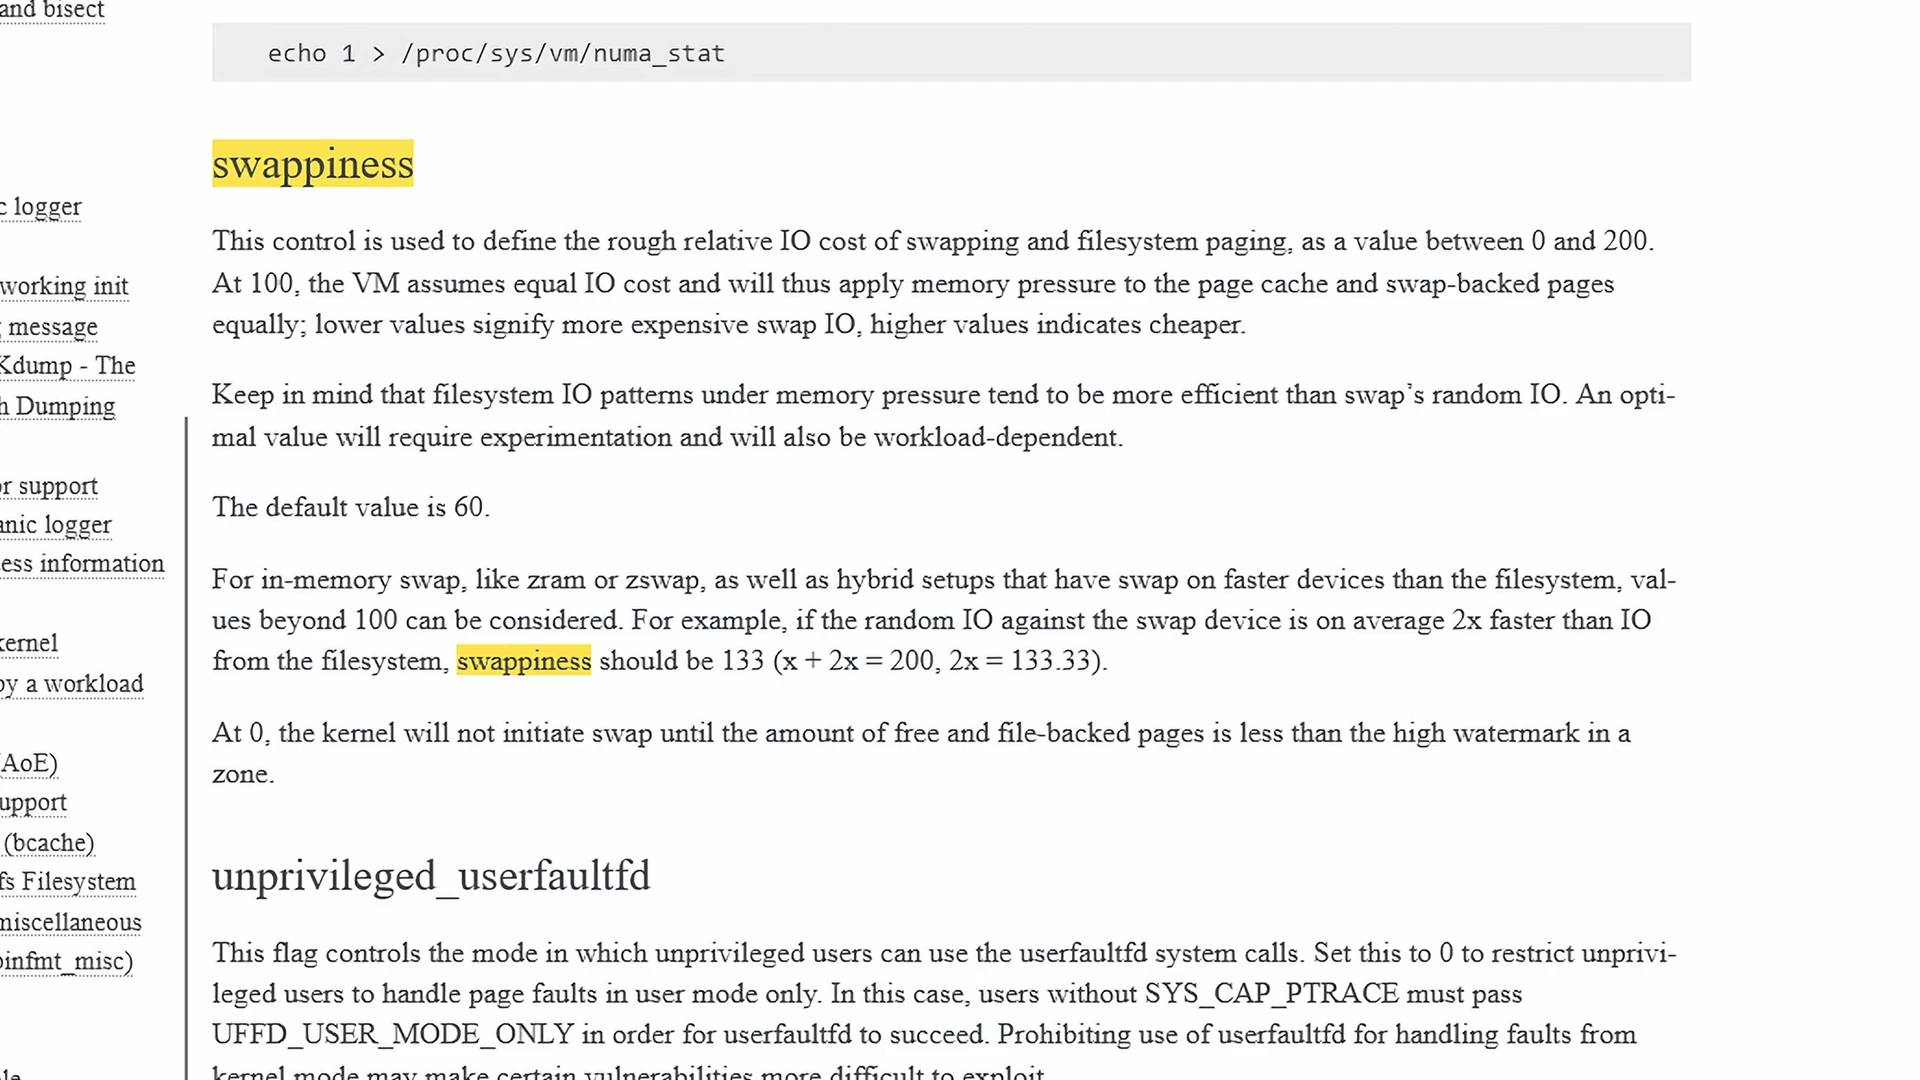 and bisect
c logger
working init
message
Kdump - The
h Dumping
or support
anic logger
ess information
kernel
by a workload
AoE)
upport
(bcache)
fs Filesystem
miscellaneous
binfmt_misc)
echo 1 > /proc/sys/vm/numa_stat
swappiness
This control is used to define the rough relative IO cost of swapping and filesystem paging, as a value between 0 and 200.
At 100, the VM assumes equal IO cost and will thus apply memory pressure to the page cache and swap-backed pages
equally; lower values signify more expensive swap IO, higher values indicates cheaper.
Keep in mind that filesystem IO patterns under memory pressure tend to be more efficient than swap’s random IO. An opti-
mal value will require experimentation and will also be workload-dependent.
The default value is 60.
For in-memory swap, like zram or zswap, as well as hybrid setups that have swap on faster devices than the filesystem, val-
ues beyond 100 can be considered. For example, if the random IO against the swap device is on average 2x faster than IO
from the filesystem, swappiness should be 133 (x + 2x = 200, 2x = 133.33).
At 0, the kernel will not initiate swap until the amount of free and file-backed pages is less than the high watermark in a
zone.
unprivileged_userfaultfd
This flag controls the mode in which unprivileged users can use the userfaultfd system calls. Set this to 0 to restrict unprivi-
leged users to handle page faults in user mode only. In this case, users without SYS_CAP_PTRACE must pass
UFFD_USER_MODE_ONLY in order for userfaultfd to succeed. Prohibiting use of userfaultfd for handling faults from
kernel mode may make certain vulnerabilities more difficult to exploit.